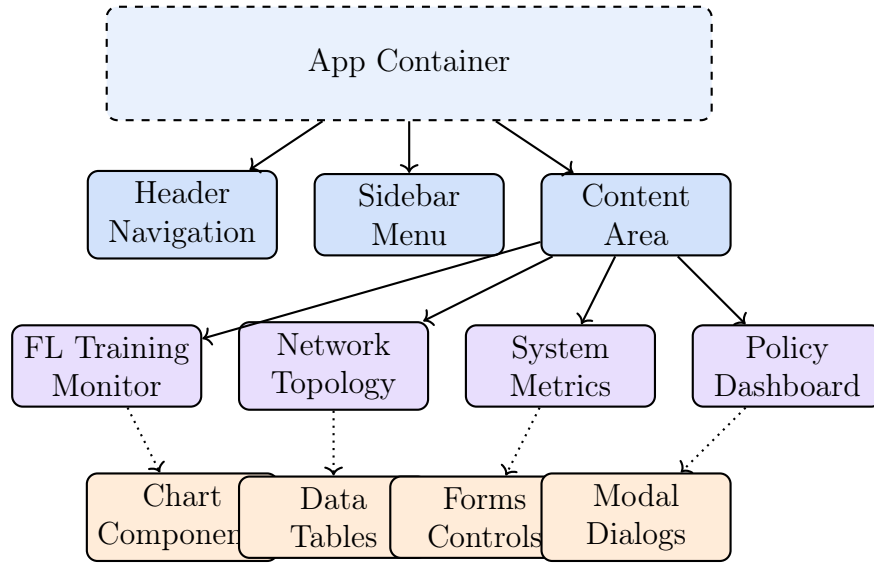 App Container
Header
Navigation
Sidebar
Menu
Content
Area
FL Training
Monitor
Network
Topology
System
Metrics
Policy
Dashboard
Chart
Componen
Data
Tables
Forms
Controls
Modal
Dialogs